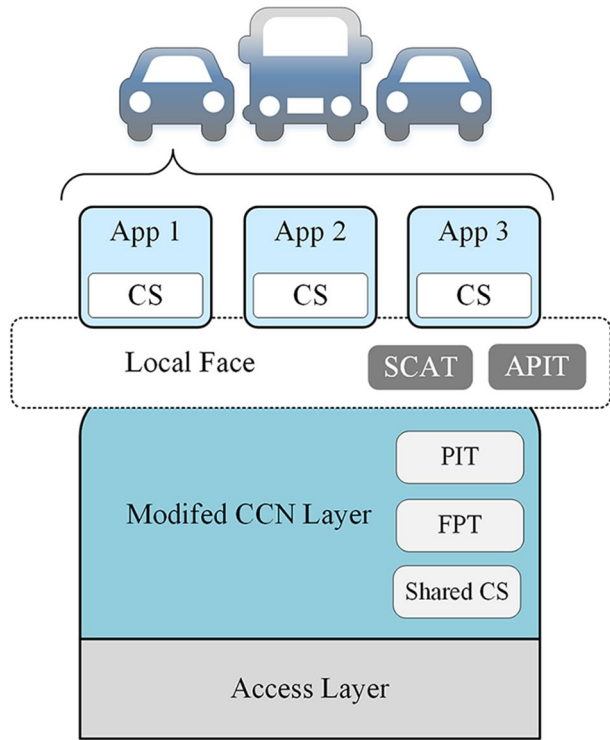 App 1
App 2
App 3
CS
CS
CS
Local Face
SCAT
APIT
PIT
Modifed CCN Layer
FPT
Shared CS
Access Layer